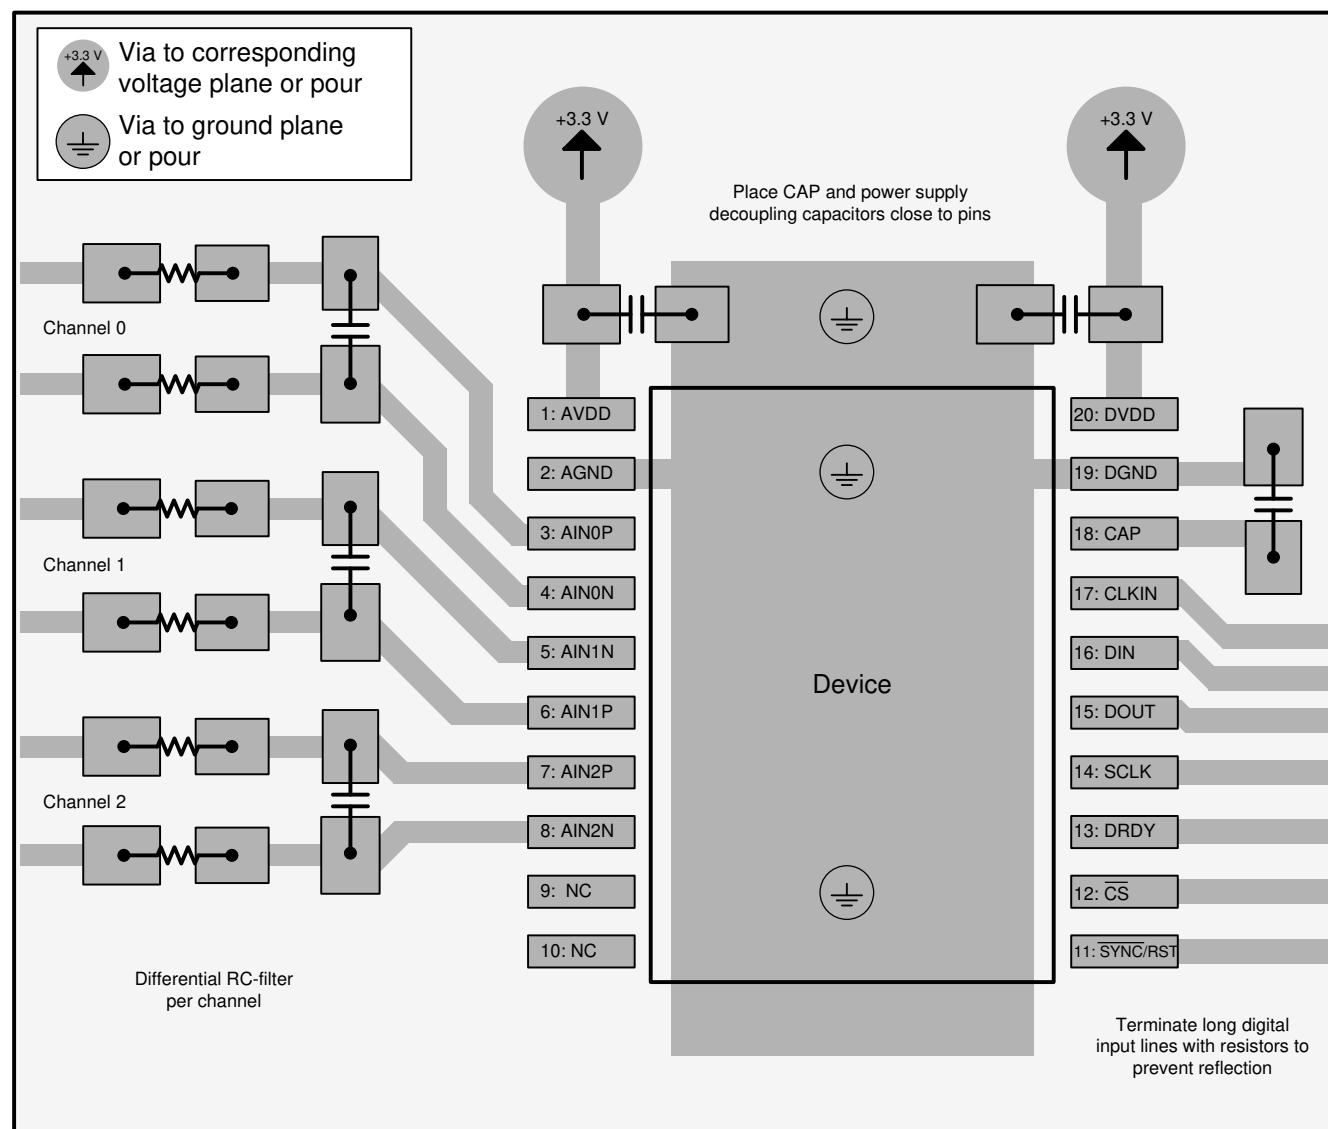 +3.3 V
Via to corresponding
voltage plane or pour
Via to ground plane
or pour
+3.3 V
+3.3 V
Place CAP and power supply
decoupling capacitors close to pins
Channel 0
Channel 1
Channel 2
1: AVDD
2: AGND
3: AIN0P
4: AIN0N
5: AIN1N
6: AIN1P
7: AIN2P
8: AIN2N
9: NC
10: NC
Device
20: DVDD
19: DGND
18: CAP
17: CLKIN
16: DIN
15: DOUT
14: SCLK
13: DRDY
12: C̅S̅
11: S̅Y̅N̅C̅/RST
Differential RC-filter
per channel
Terminate long digital
input lines with resistors to
prevent reflection